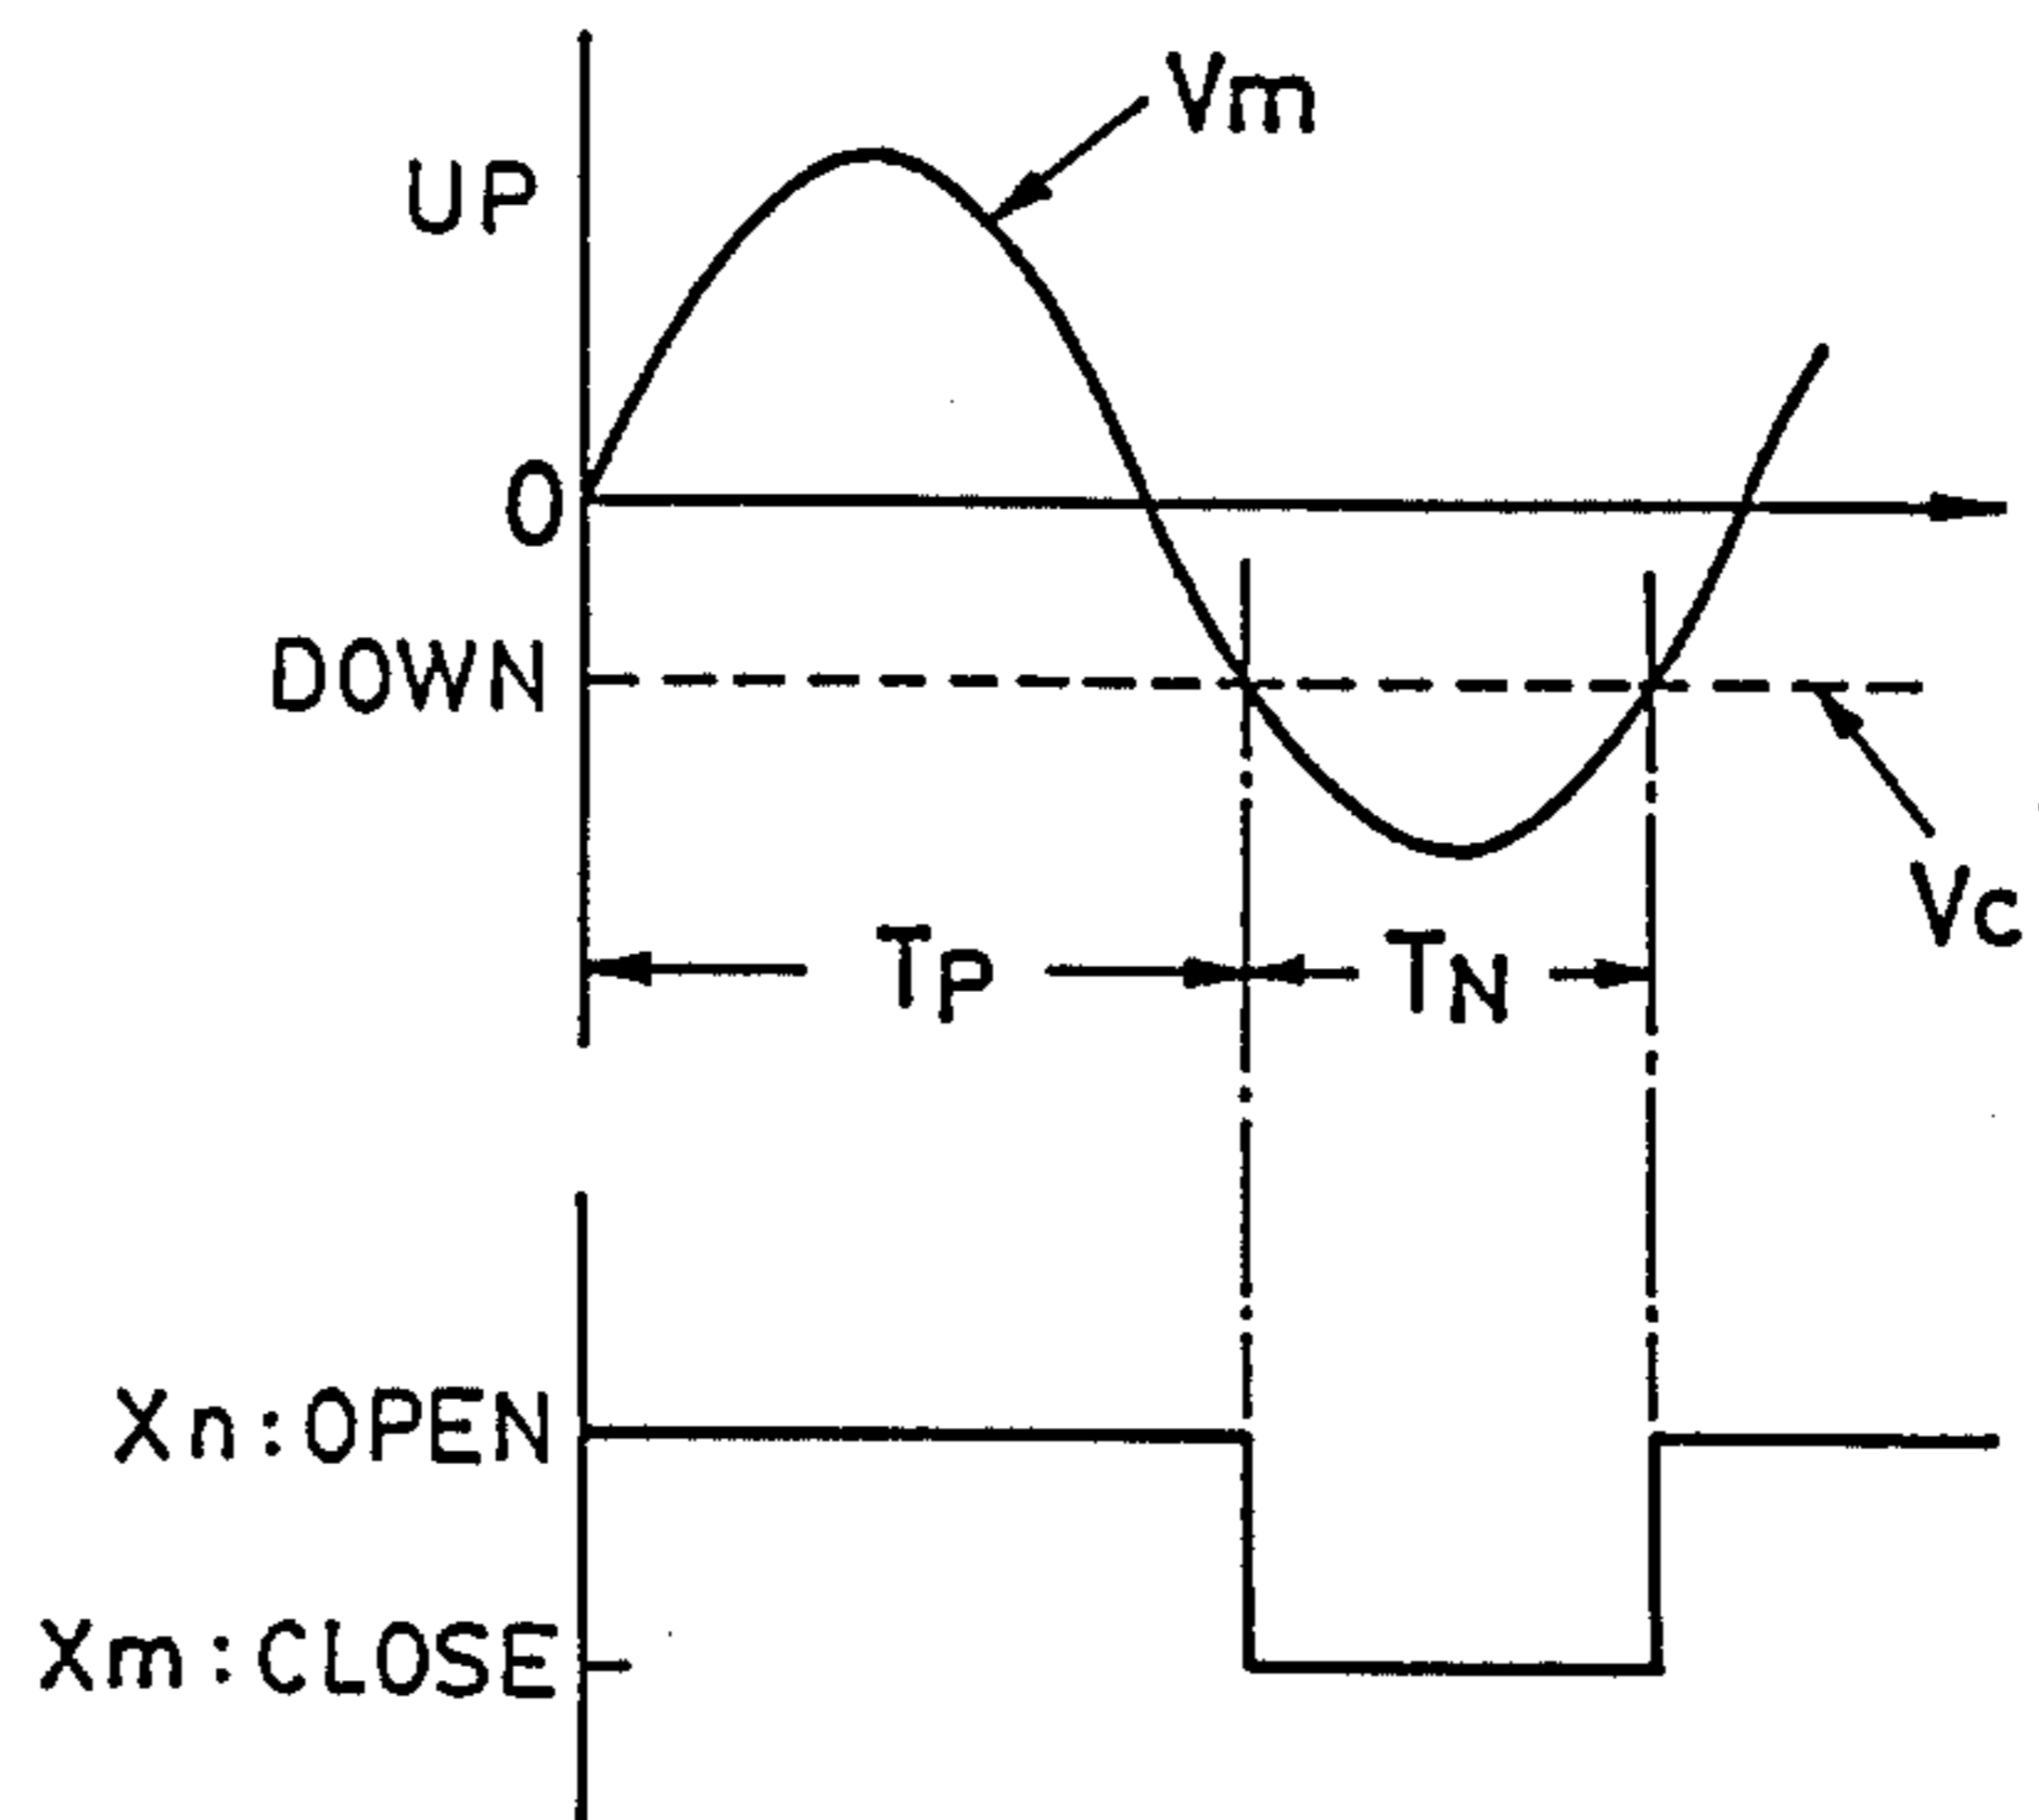 Vm
UP
0
DOWN
Vc
TP
TN
Xn:OPEN
Xm:CLOSE